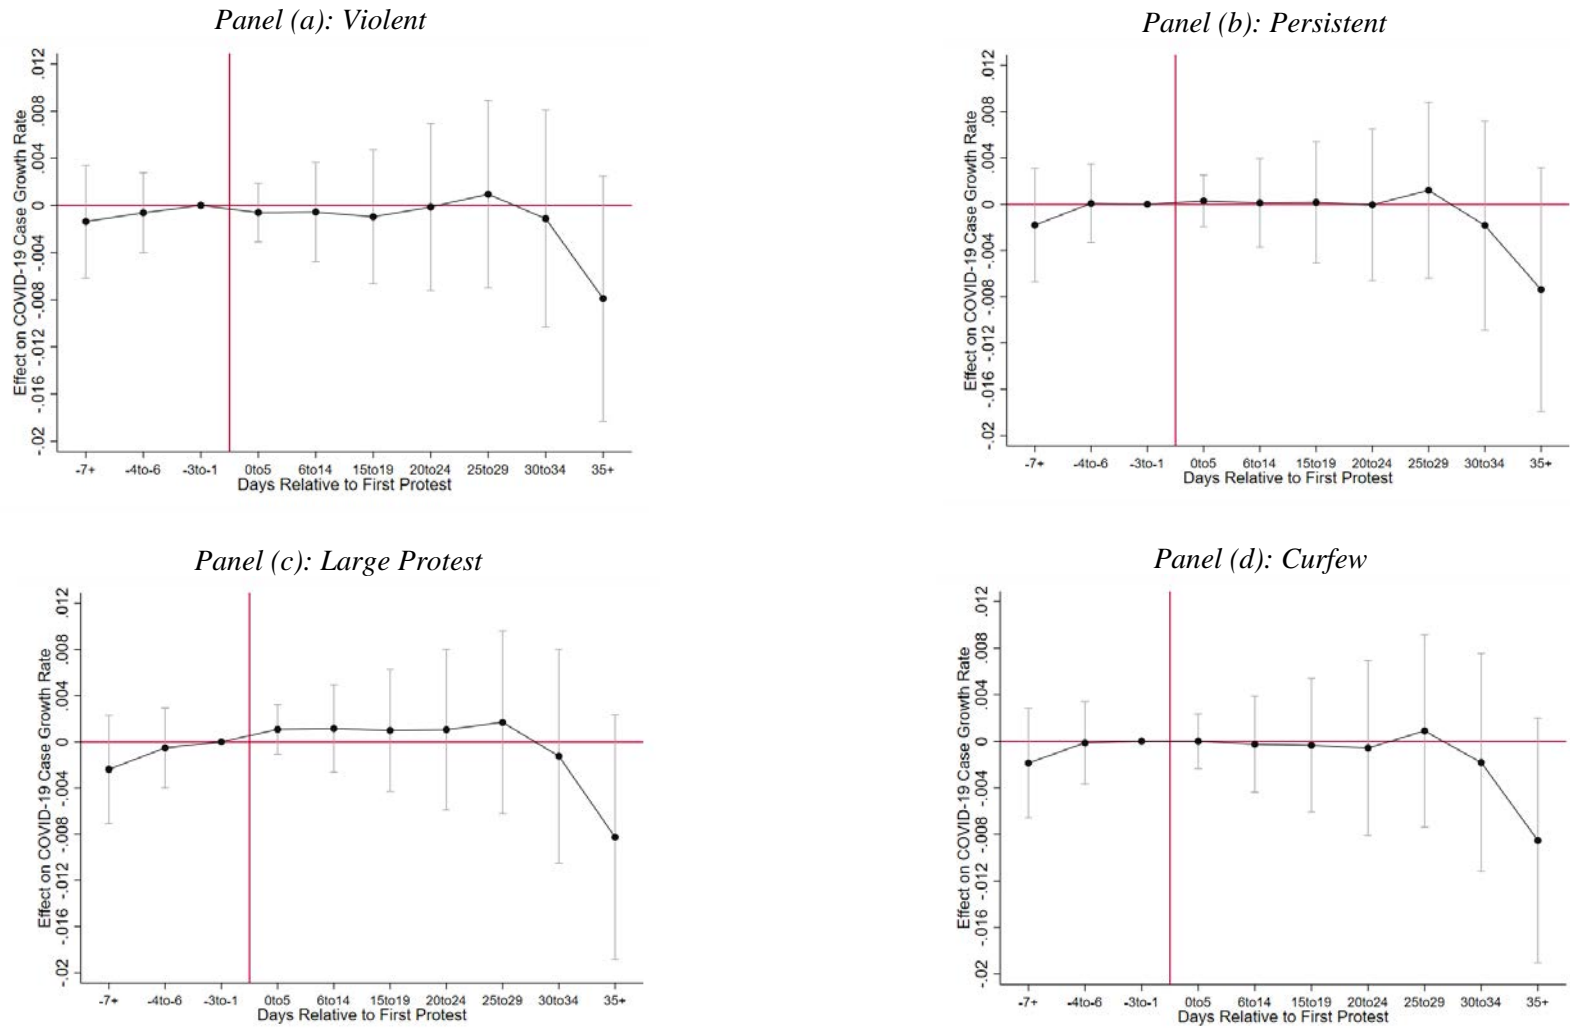 Panel (a): Violent
Effect on COVID-19 Case Growth Rate
.012
.008
.004
0
-.004
-.008
-.012
-.016
-.02
-7+ -4to-6 -3to-1 0to5 6to14 15to19 20to24 25to29 30to34 35+
Days Relative to First Protest
Panel (b): Persistent
Effect on COVID-19 Case Growth Rate
.012
.008
.004
0
-.004
-.008
-.012
-.016
-.02
-7+ -4to-6 -3to-1 0to5 6to14 15to19 20to24 25to29 30to34 35+
Days Relative to First Protest
Panel (c): Large Protest
Effect on COVID-19 Case Growth Rate
.012
.008
.004
0
-.004
-.008
-.012
-.016
-.02
-7+ -4to-6 -3to-1 0to5 6to14 15to19 20to24 25to29 30to34 35+
Days Relative to First Protest
Panel (d): Curfew
Effect on COVID-19 Case Growth Rate
.012
.008
.004
0
-.004
-.008
-.012
-.016
-.02
-7+ -4to-6 -3to-1 0to5 6to14 15to19 20to24 25to29 30to34 35+
Days Relative to First Protest